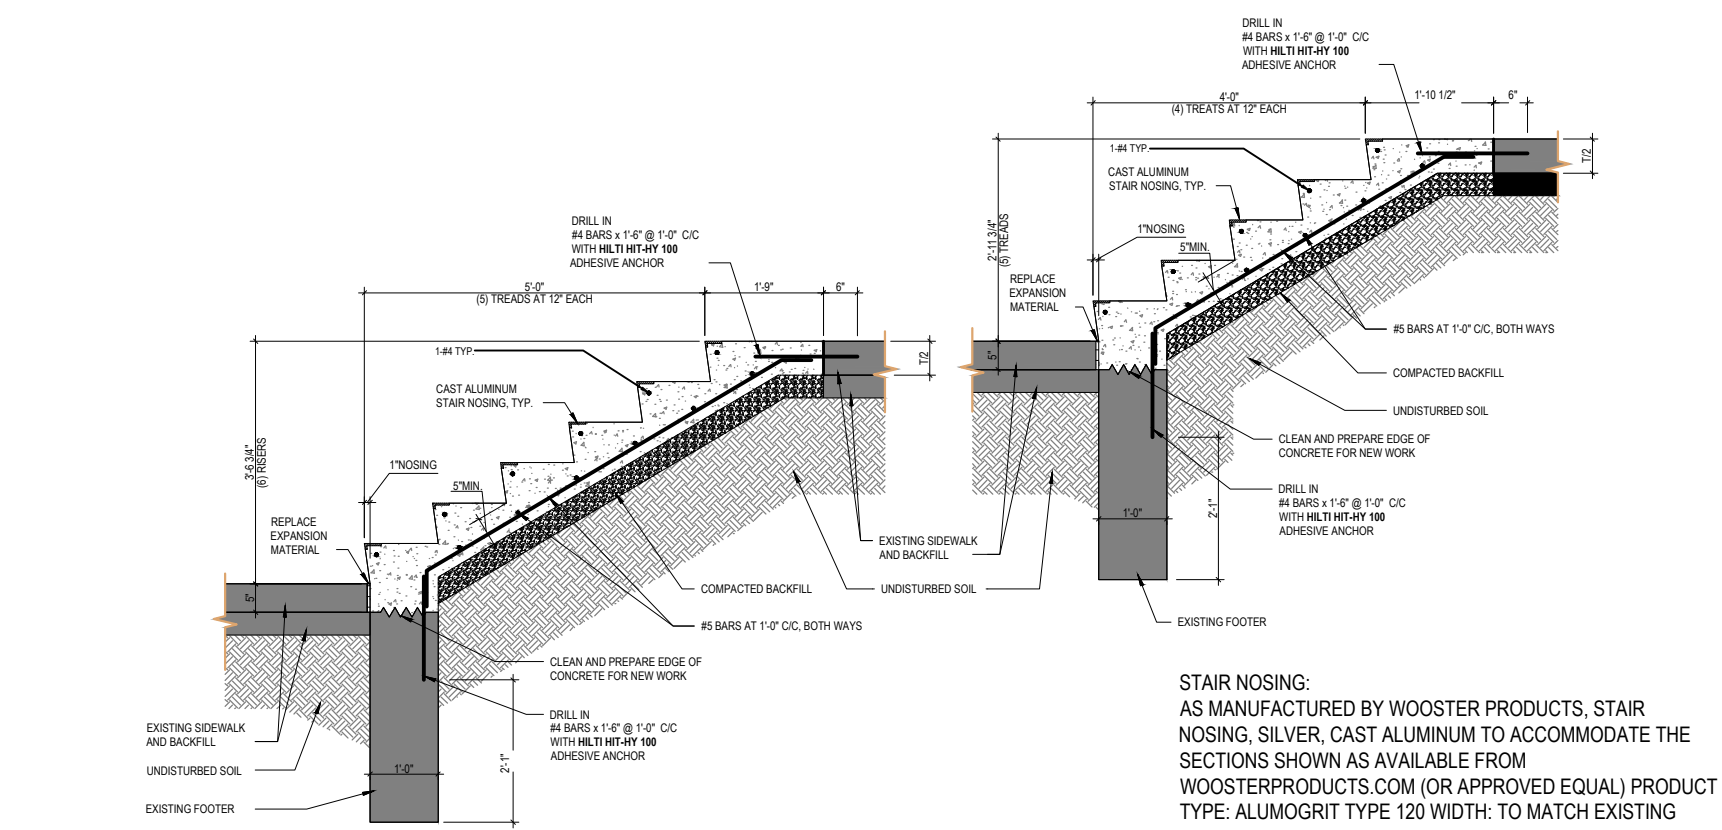 DRILL IN
#4 BARS x 1'-6" @ 1'-0" C/C
WITH HILTI HIT-HY 100
ADHESIVE ANCHOR
5'-0"
(5) TREADS AT 12" EACH
1'-9"
6"
T/2
1-#4 TYP.
CAST ALUMINUM
STAIR NOSING, TYP.
3'-6 3/4"
(6) RISERS
1"NOSING
5"MIN.
REPLACE
EXPANSION
MATERIAL
5"
COMPACTED BACKFILL
#5 BARS AT 1'-0" C/C, BOTH WAYS
CLEAN AND PREPARE EDGE OF
CONCRETE FOR NEW WORK
DRILL IN
#4 BARS x 1'-6" @ 1'-0" C/C
WITH HILTI HIT-HY 100
ADHESIVE ANCHOR
2'-1"
1'-0"
EXISTING SIDEWALK
AND BACKFILL
UNDISTURBED SOIL
EXISTING FOOTER
EXISTING SIDEWALK
AND BACKFILL
UNDISTURBED SOIL
DRILL IN
#4 BARS x 1'-6" @ 1'-0" C/C
WITH HILTI HIT-HY 100
ADHESIVE ANCHOR
4'-0"
(4) TREATS AT 12" EACH
1'-10 1/2"
6"
T/2
1-#4 TYP.
CAST ALUMINUM
STAIR NOSING, TYP.
2'-11 3/4"
(5) TREADS
1"NOSING
5"MIN.
REPLACE
EXPANSION
MATERIAL
5"
#5 BARS AT 1'-0" C/C, BOTH WAYS
COMPACTED BACKFILL
UNDISTURBED SOIL
CLEAN AND PREPARE EDGE OF
CONCRETE FOR NEW WORK
DRILL IN
#4 BARS x 1'-6" @ 1'-0" C/C
WITH HILTI HIT-HY 100
ADHESIVE ANCHOR
2'-1"
1'-0"
EXISTING FOOTER
STAIR NOSING:
AS MANUFACTURED BY WOOSTER PRODUCTS, STAIR
NOSING, SILVER, CAST ALUMINUM TO ACCOMMODATE THE
SECTIONS SHOWN AS AVAILABLE FROM
WOOSTERPRODUCTS.COM (OR APPROVED EQUAL) PRODUCT
TYPE: ALUMOGRIT TYPE 120 WIDTH: TO MATCH EXISTING